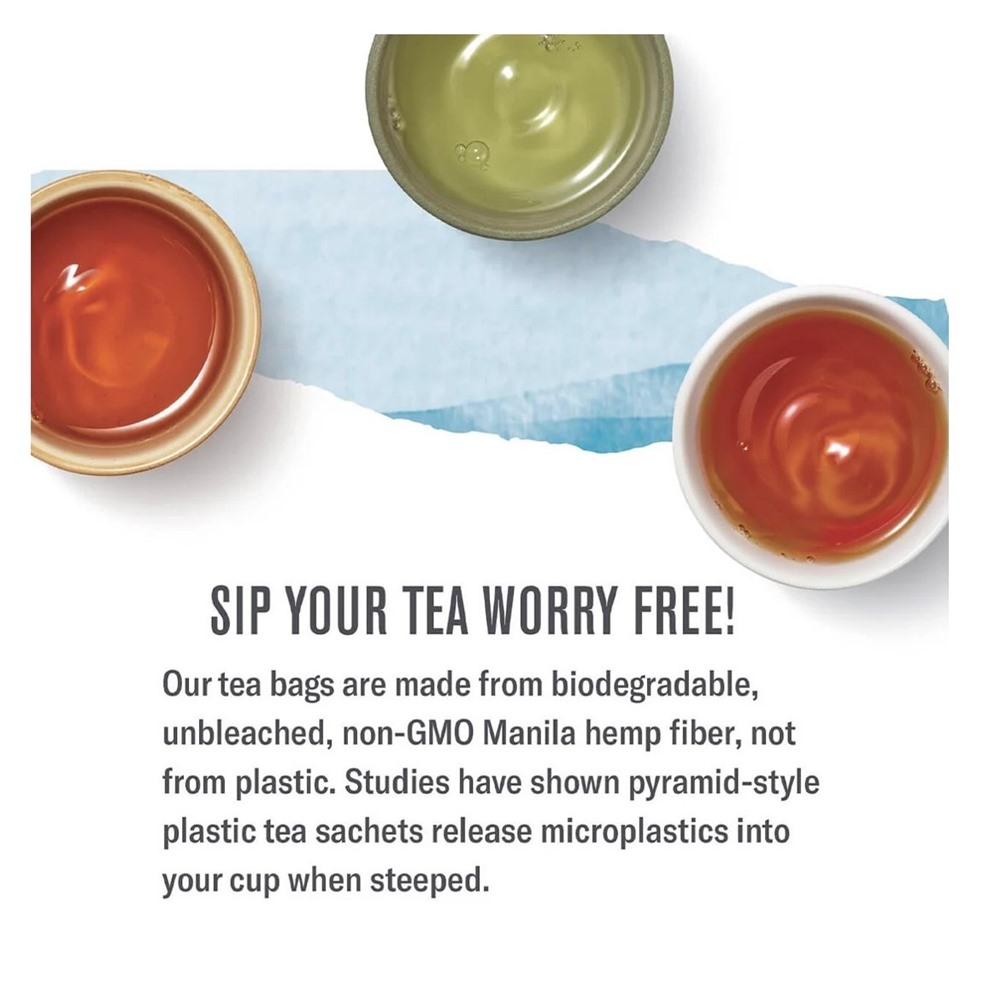 SIP YOUR TEA WORRY FREE!
Our tea bags are made from biodegradable,
unbleached, non-GMO Manila hemp fiber, not
from plastic. Studies have shown pyramid-style
plastic tea sachets release microplastics into
your cup when steeped.